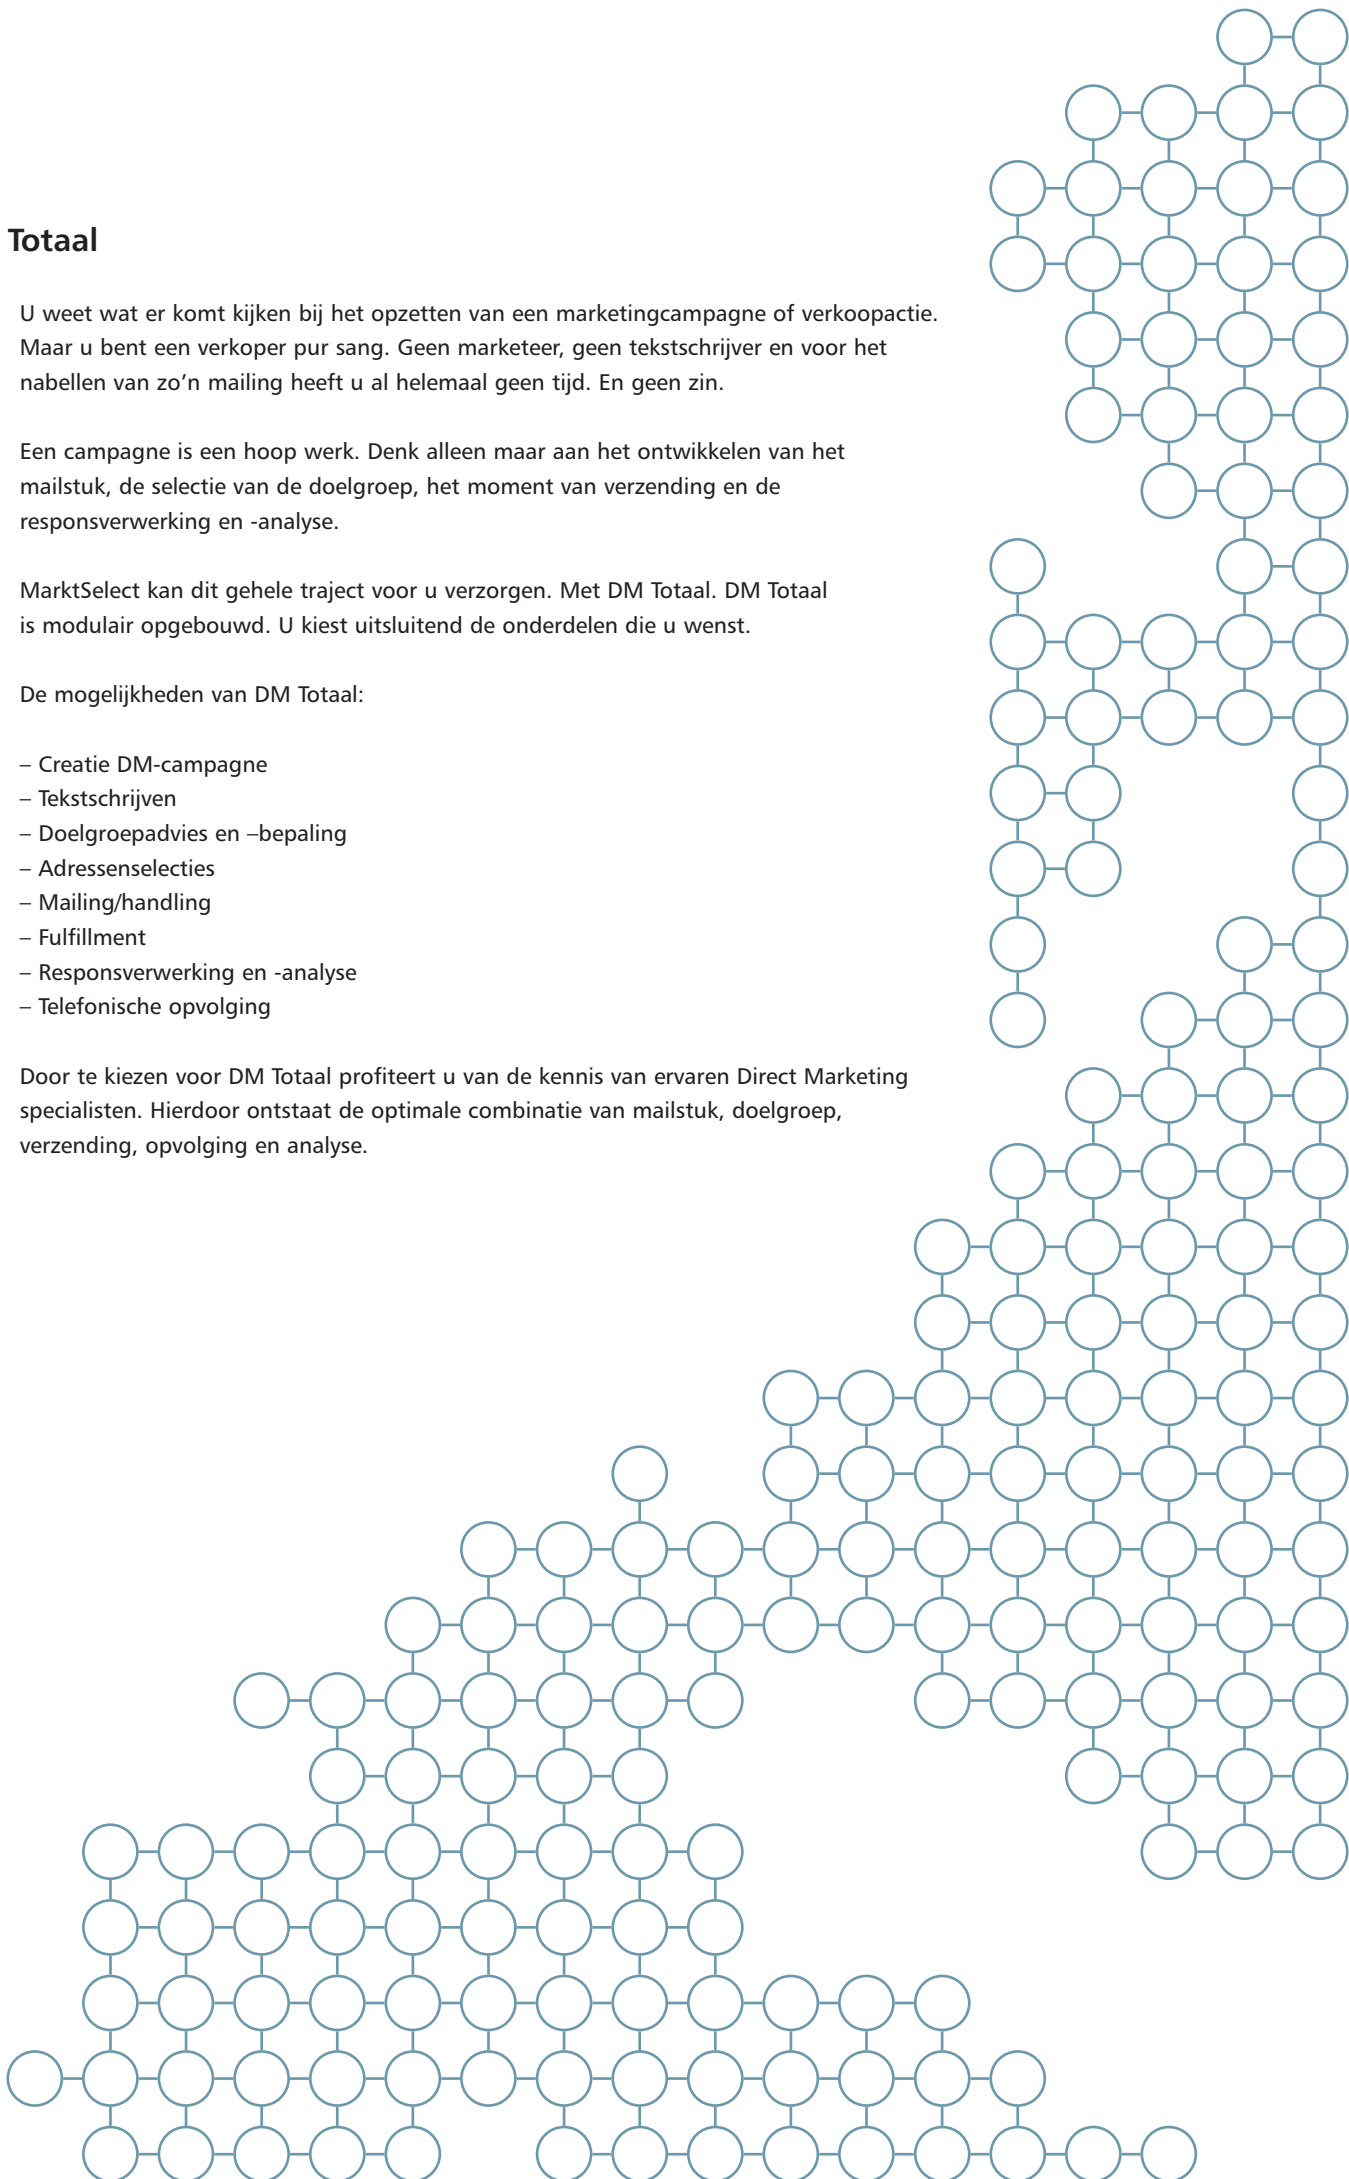 Totaal
U weet wat er komt kijken bij het opzetten van een marketingcampagne of verkoopactie.
Maar u bent een verkoper pur sang. Geen marketeer, geen tekstschrijver en voor het
nabellen van zo’n mailing heeft u al helemaal geen tijd. En geen zin.
Een campagne is een hoop werk. Denk alleen maar aan het ontwikkelen van het
mailstuk, de selectie van de doelgroep, het moment van verzending en de
responsverwerking en -analyse.
MarktSelect kan dit gehele traject voor u verzorgen. Met DM Totaal. DM Totaal
is modulair opgebouwd. U kiest uitsluitend de onderdelen die u wenst.
De mogelijkheden van DM Totaal:
– Creatie DM-campagne
– Tekstschrijven
– Doelgroepadvies en –bepaling
– Adressenselecties
– Mailing/handling
– Fulfillment
– Responsverwerking en -analyse
– Telefonische opvolging
Door te kiezen voor DM Totaal profiteert u van de kennis van ervaren Direct Marketing
specialisten. Hierdoor ontstaat de optimale combinatie van mailstuk, doelgroep,
verzending, opvolging en analyse.